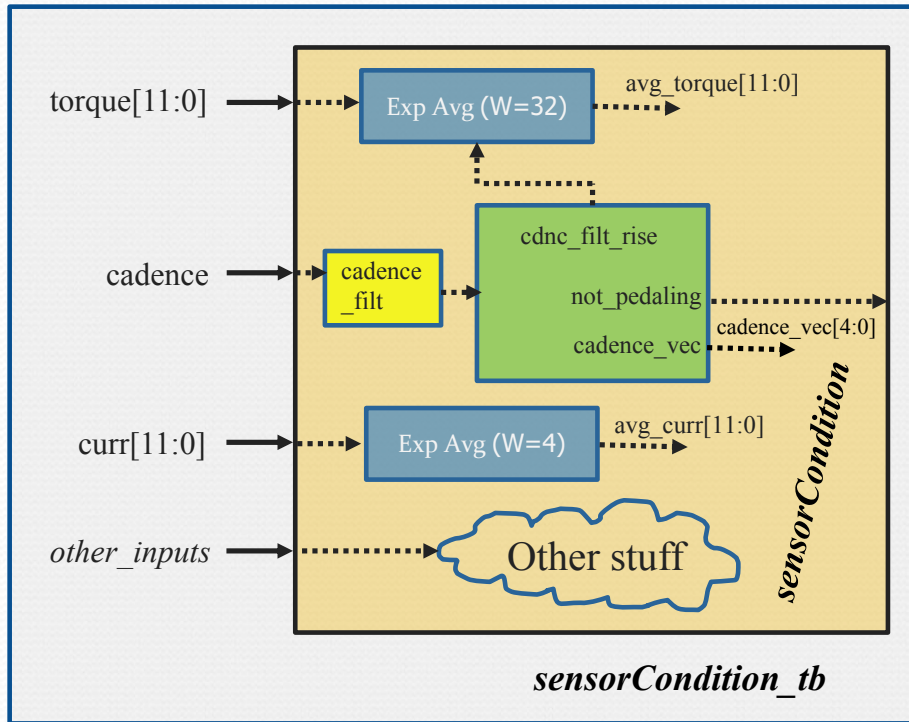 torque[11:0]
Exp Avg (W=32)
avg_torque[11:0]
cdnc_filt_rise
cadence
cadence
_filt
not_pedaling
cadence_vec[4:0]
cadence_vec
curr[11:0]
Exp Avg (W=4)
avg_curr[11:0]
sensorCondition
other_inputs
Other stuff
sensorCondition_tb